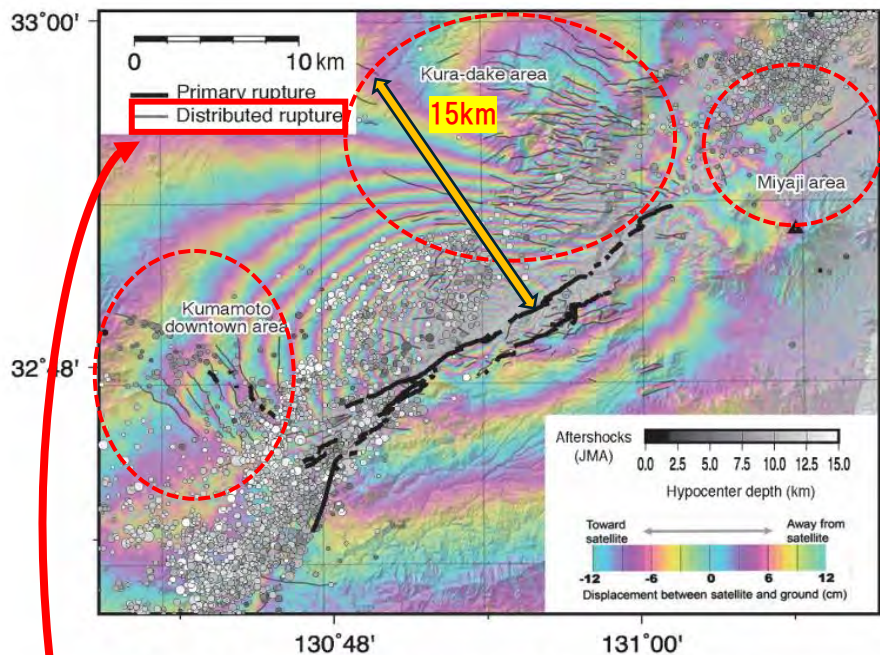 33°00'
0 10 km
Primary rupture
Distributed rupture
Kura-dake area
15km
Miyaji area
Kumamoto
downtown area
32°48'
Aftershocks
(JMA)
0.0 2.5 5.0 7.5 10.0 12.5 15.0
Hypocenter depth (km)
Toward
satellite
Away from
satellite
-12 -6 0 6 12
Displacement between satellite and ground (cm)
130°48' 131°00'